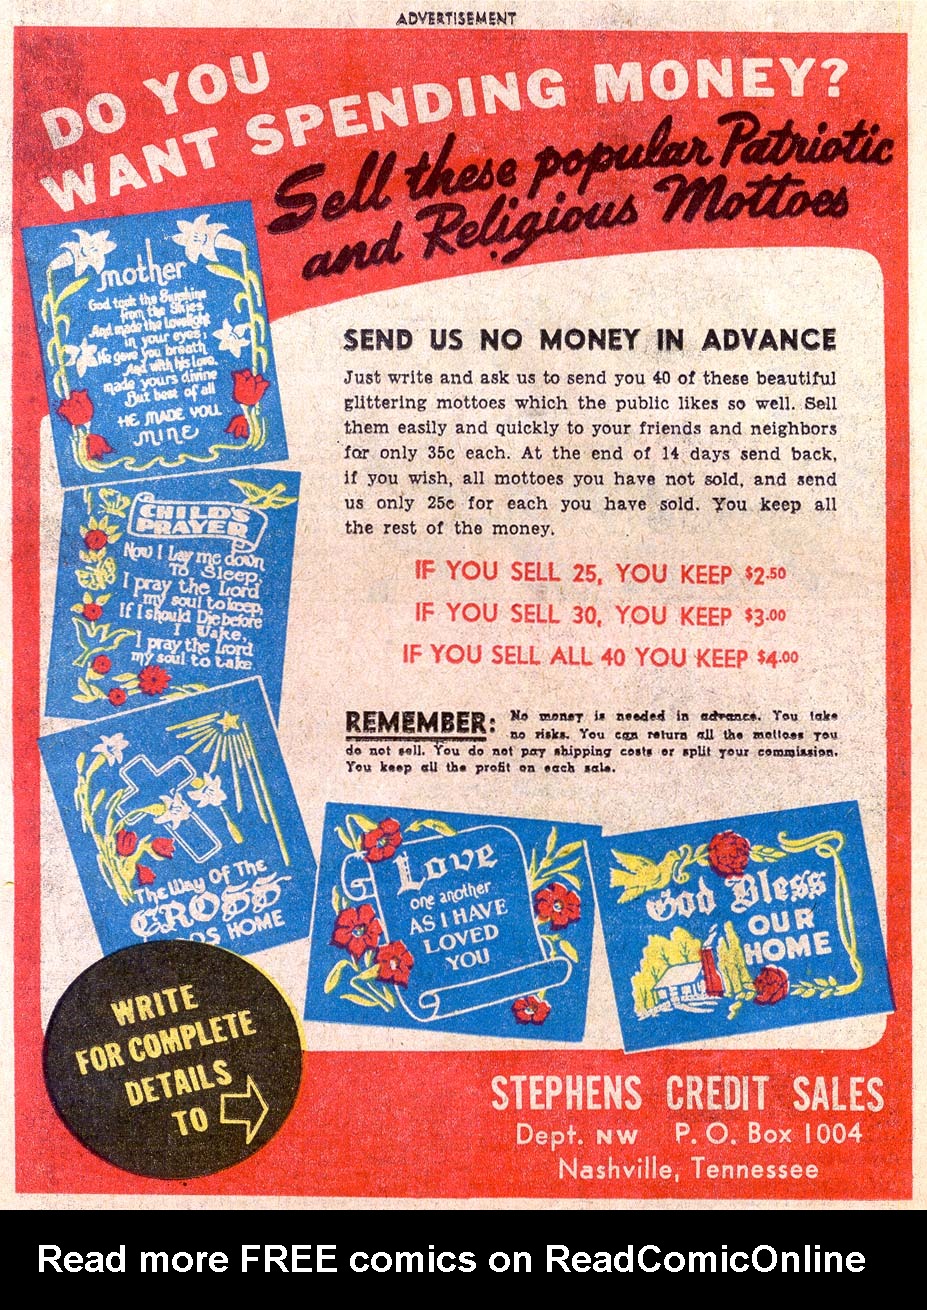 ADVERTISEMENT
DO YOU
WANT SPENDING MONEY?
Sell these popular Patriotic
and Religious Mottoes
mother
God took the Sunshine
from the Skies
And made the Lovelight
in your eyes;
He gave you breath
And with his Love
made yours divine
But best of all
HE MADE YOU
MINE
CHILD'S
PRAYER
Now I Lay me down
To Sleep,
I pray the Lord
my soul to keep,
If I should Die before
I Wake,
I pray the Lord
my soul to take
The Way Of The
CROSS
DS HOME
SEND US NO MONEY IN ADVANCE
Just write and ask us to send you 40 of these beautiful
glittering mottoes which the public likes so well. Sell
them easily and quickly to your friends and neighbors
for only 35c each. At the end of 14 days send back,
if you wish, all mottoes you have not sold, and send
us only 25c for each you have sold. You keep all
the rest of the money.
IF YOU SELL 25, YOU KEEP $2.50
IF YOU SELL 30, YOU KEEP $3.00
IF YOU SELL ALL 40 YOU KEEP $4.00
REMEMBER: No money is needed in advance. You take
no risks. You can return all the mottoes you
do not sell. You do not pay shipping costs or split your commission.
You keep all the profit on each sale.
Love
one another
AS I HAVE
LOVED
YOU
God Bless
OUR
HOME
WRITE
FOR COMPLETE
DETAILS
TO
STEPHENS CREDIT SALES
Dept. NW P. O. Box 1004
Nashville, Tennessee
Read more FREE comics on ReadComicOnline